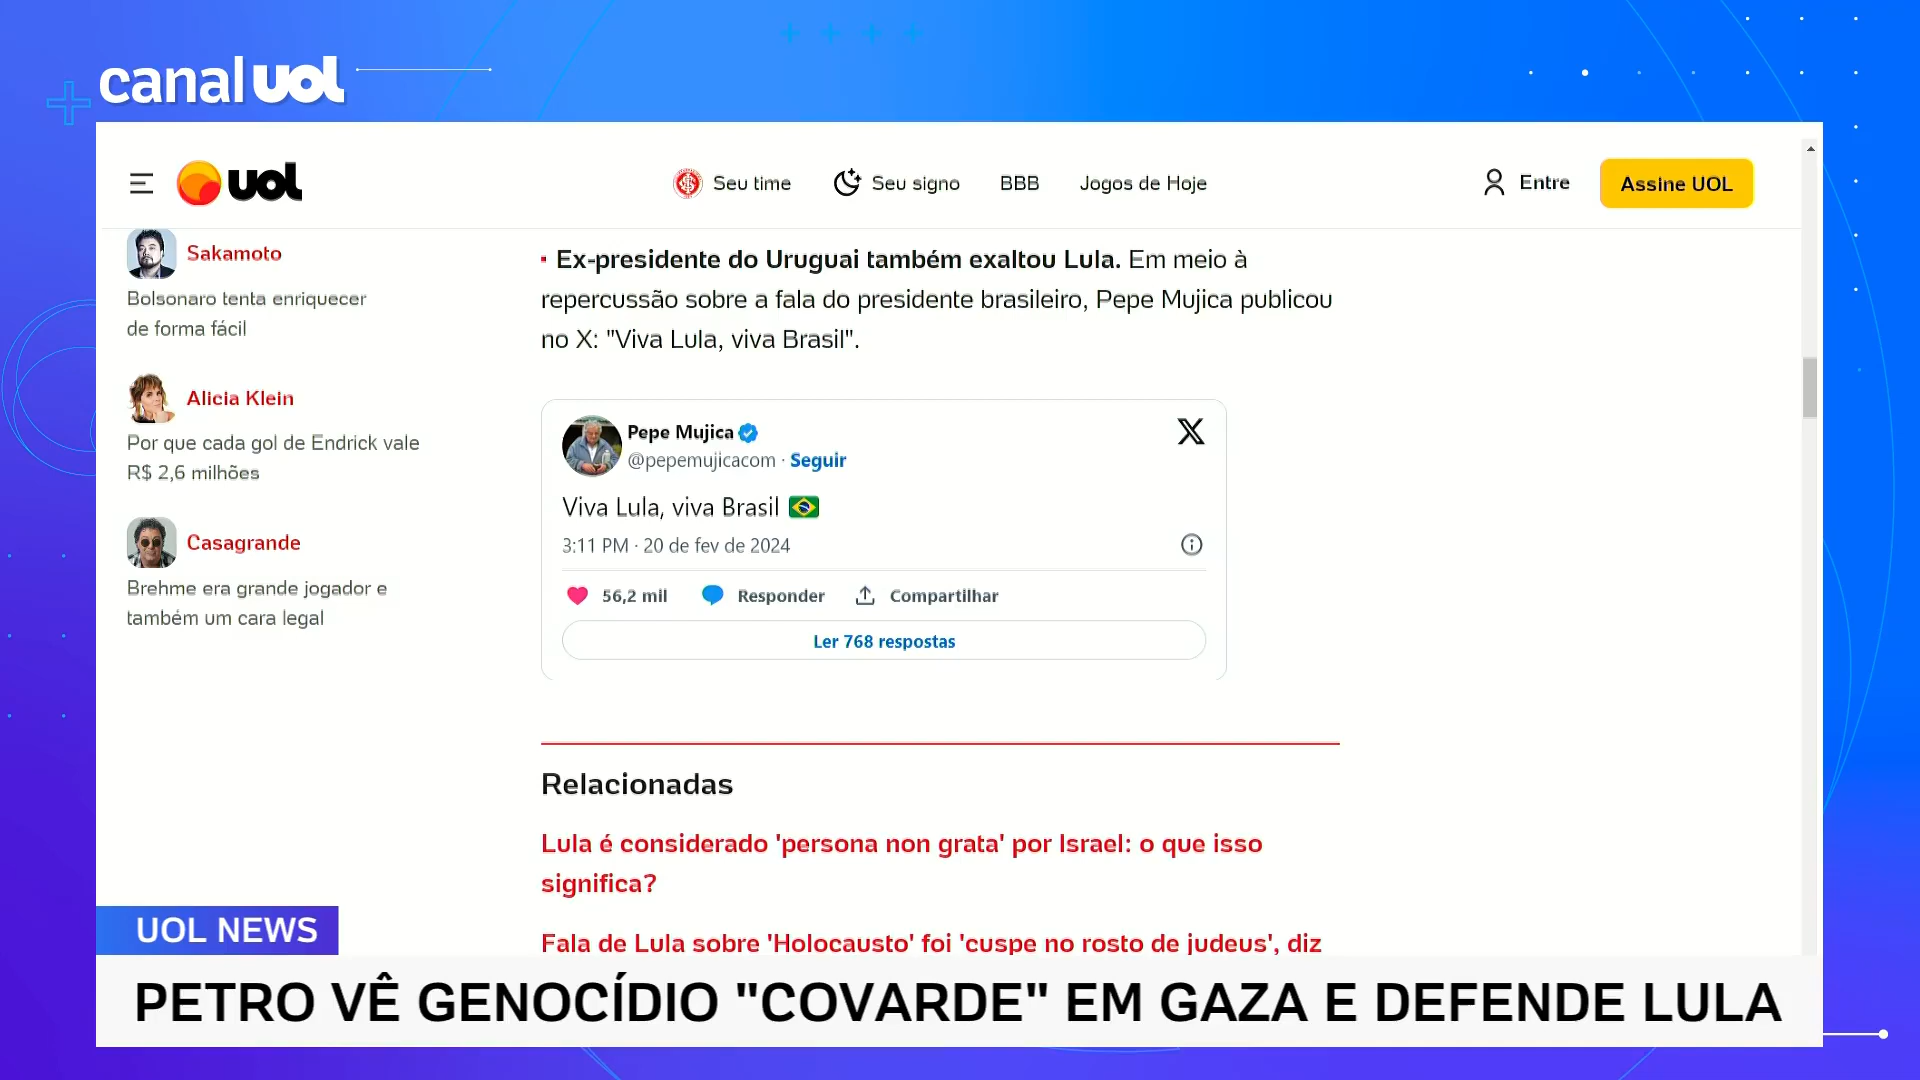 canal uol
uol
Seu time
Seu signo
BBB
Jogos de Hoje
Entre
Assine UOL
Sakamoto
Bolsonaro tenta enriquecer
de forma fácil
Alicia Klein
Por que cada gol de Endrick vale
R$ 2,6 milhões
Casagrande
Brehme era grande jogador e
também um cara legal
Ex-presidente do Uruguai também exaltou Lula. Em meio à
repercussão sobre a fala do presidente brasileiro, Pepe Mujica publicou
no X: "Viva Lula, viva Brasil".
Pepe Mujica
@pepemujicacom · Seguir
Viva Lula, viva Brasil 🇧🇷
3:11 PM · 20 de fev de 2024
56,2 mil
Responder
Compartilhar
Ler 768 respostas
Relacionadas
Lula é considerado 'persona non grata' por Israel: o que isso
significa?
Fala de Lula sobre 'Holocausto' foi 'cuspe no rosto de judeus', diz
UOL NEWS
PETRO VÊ GENOCÍDIO "COVARDE" EM GAZA E DEFENDE LULA